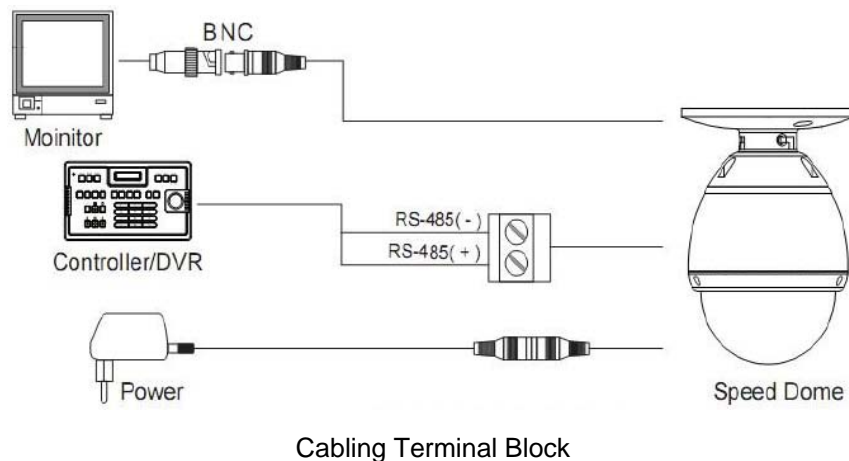 BNC
Moinitor
RS-485( - )
RS-485( + )
Controller/DVR
Power
Speed Dome
Cabling Terminal Block